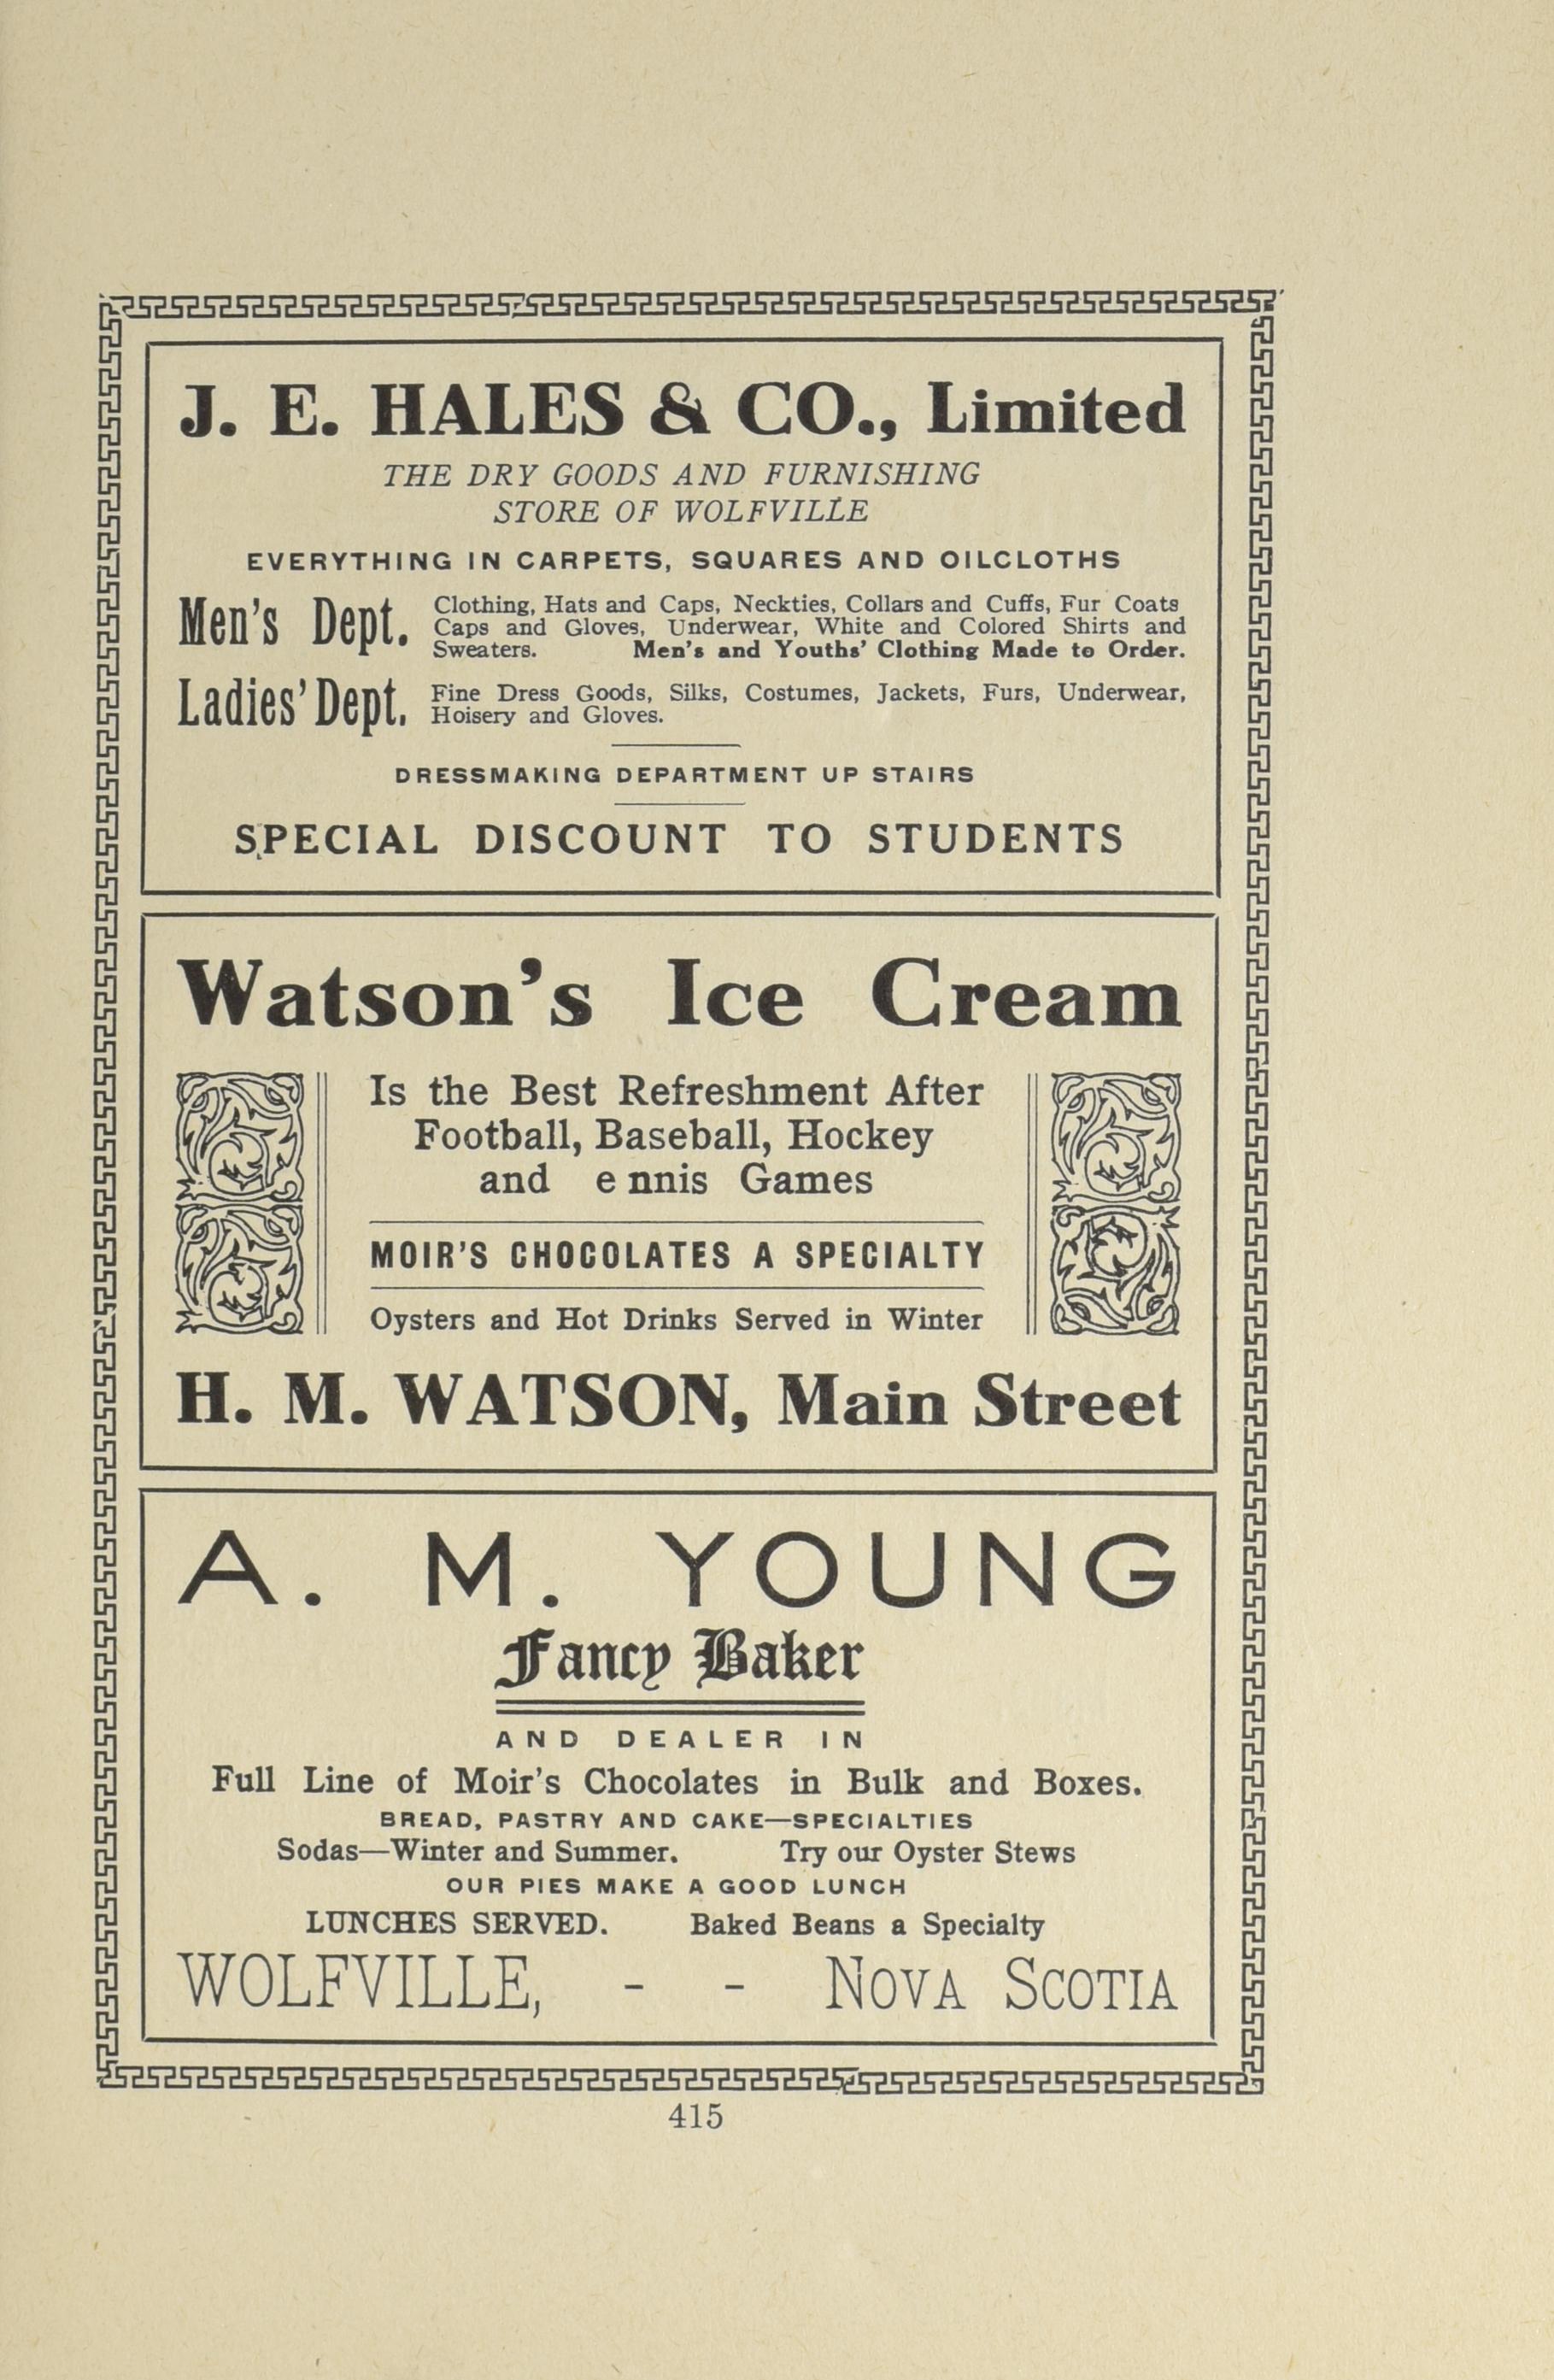 J. E. HALES & CO., Limited
THE DRY GOODS AND FURNISHING
STORE OF WOLFVILLE
EVERYTHING IN CARPETS, SQUARES AND OILCLOTHS
Men's Dept. Clothing, Hats and Caps, Neckties, Collars and Cuffs, Fur Coats
Caps and Gloves, Underwear, White and Colored Shirts and
Sweaters. Men's and Youths' Clothing Made to Order.
Ladies' Dept. Fine Dress Goods, Silks, Costumes, Jackets, Furs, Underwear,
Hoisery and Gloves.
DRESSMAKING DEPARTMENT UP STAIRS
SPECIAL DISCOUNT TO STUDENTS
Watson's Ice Cream
Is the Best Refreshment After
Football, Baseball, Hockey
and e nnis Games
MOIR'S CHOCOLATES A SPECIALTY
Oysters and Hot Drinks Served in Winter
H. M. WATSON, Main Street
A. M. YOUNG
Fancy Baker
AND DEALER IN
Full Line of Moir's Chocolates in Bulk and Boxes.
BREAD, PASTRY AND CAKE—SPECIALTIES
Sodas—Winter and Summer. Try our Oyster Stews
OUR PIES MAKE A GOOD LUNCH
LUNCHES SERVED. Baked Beans a Specialty
WOLFVILLE, - - NOVA SCOTIA
415